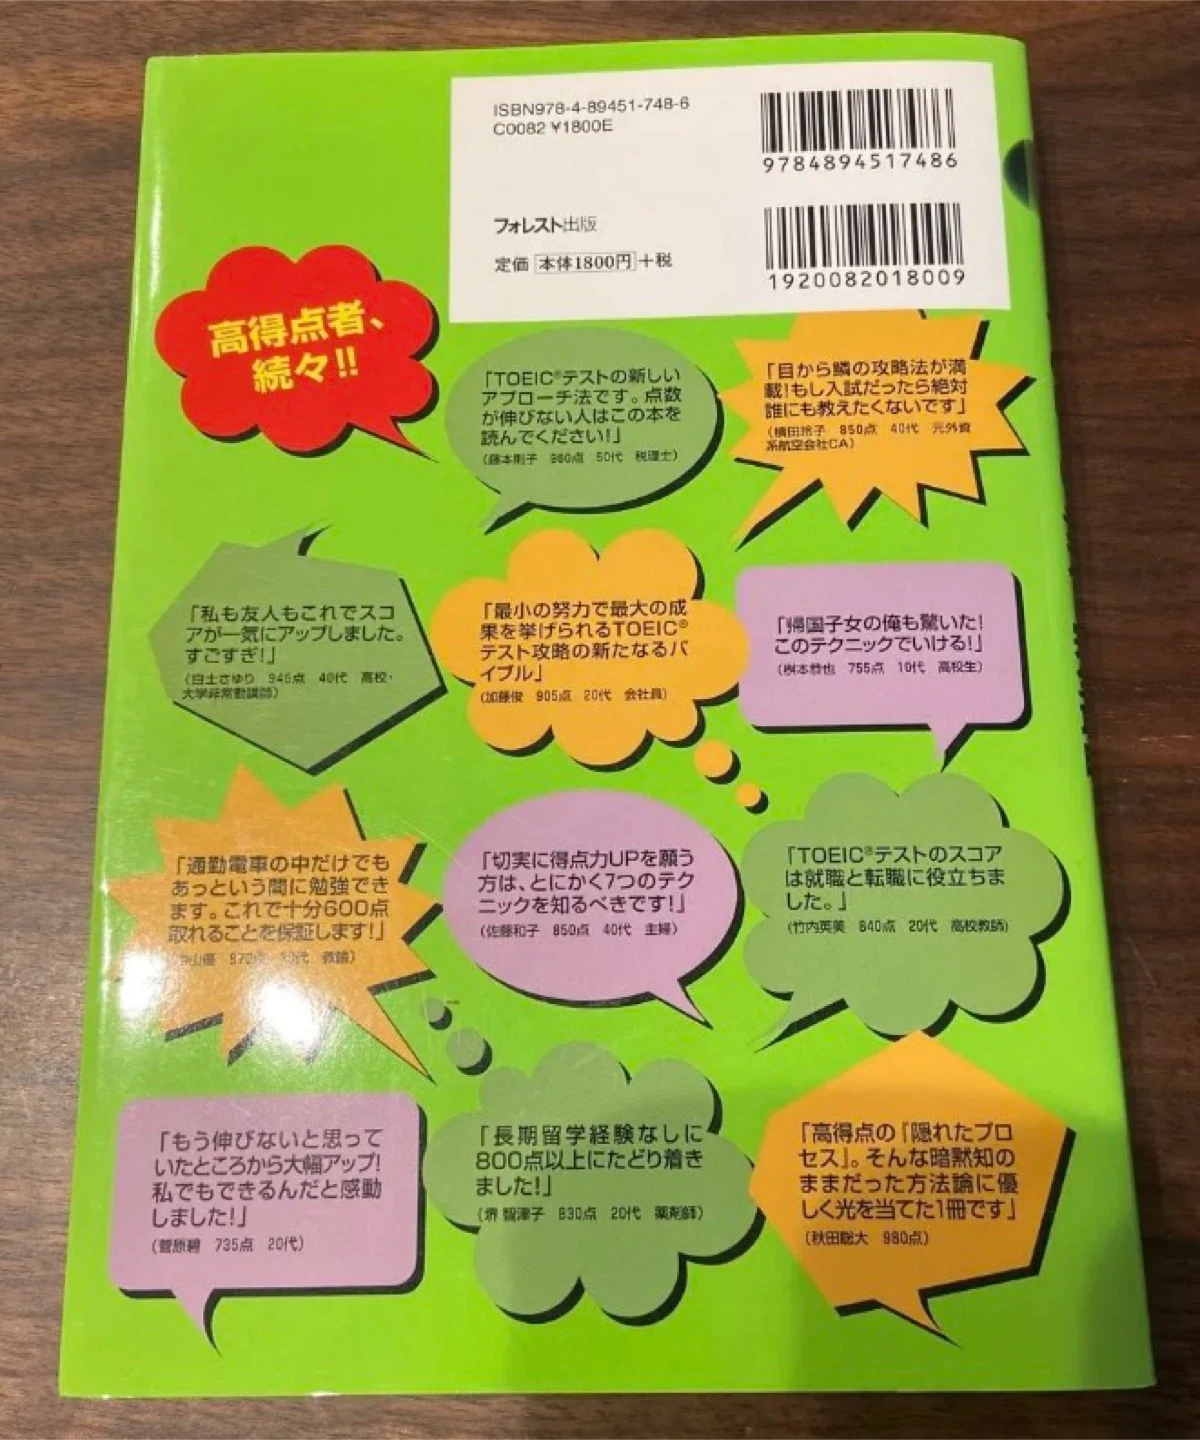 ISBN978-4-89451-748-6
C0082 ¥1800E
9784894517486
フォレスト出版
定価 本体1800円+税
1920082018009
高得点者、
続々!!
「TOEIC®テストの新しい
アプローチ法です。点数
が伸びない人はこの本を
読んでください!」
(藤本則子 960点 50代 税理士)
「目から鱗の攻略法が満
載!もし入試だったら絶対
誰にも教えたくないです」
(横田玲子 850点 40代 元外資
系航空会社CA)
「私も友人もこれでスコ
アが一気にアップしました。
すごすぎ!」
(白土さゆり 945点 40代 高校・
大学非常勤講師)
「最小の努力で最大の成
果を挙げられるTOEIC®
テスト攻略の新たなるバ
イブル」
(加藤俊 905点 20代 会社員)
「帰国子女の俺も驚いた!
このテクニックでいける!」
(桝本恭也 755点 10代 高校生)
「通勤電車の中だけでも
あっという間に勉強でき
ます。これで十分600点
取れることを保証します!」
山優 970点 代 教諭)
「切実に得点力UPを願う
方は、とにかく7つのテク
ニックを知るべきです!」
(佐藤和子 850点 40代 主婦)
「TOEIC®テストのスコア
は就職と転職に役立ちま
した。」
(竹内英美 840点 20代 高校教師)
「もう伸びないと思って
いたところから大幅アップ!
私でもできるんだと感動
しました!」
(菅原碧 735点 20代)
「長期留学経験なしに
800点以上にたどり着き
ました!」
(堺 智津子 830点 20代 薬剤師)
「高得点の『隠れたプロ
セス』。そんな暗黙知の
ままだった方法論に優
しく光を当てた1冊です」
(秋田聡大 980点)